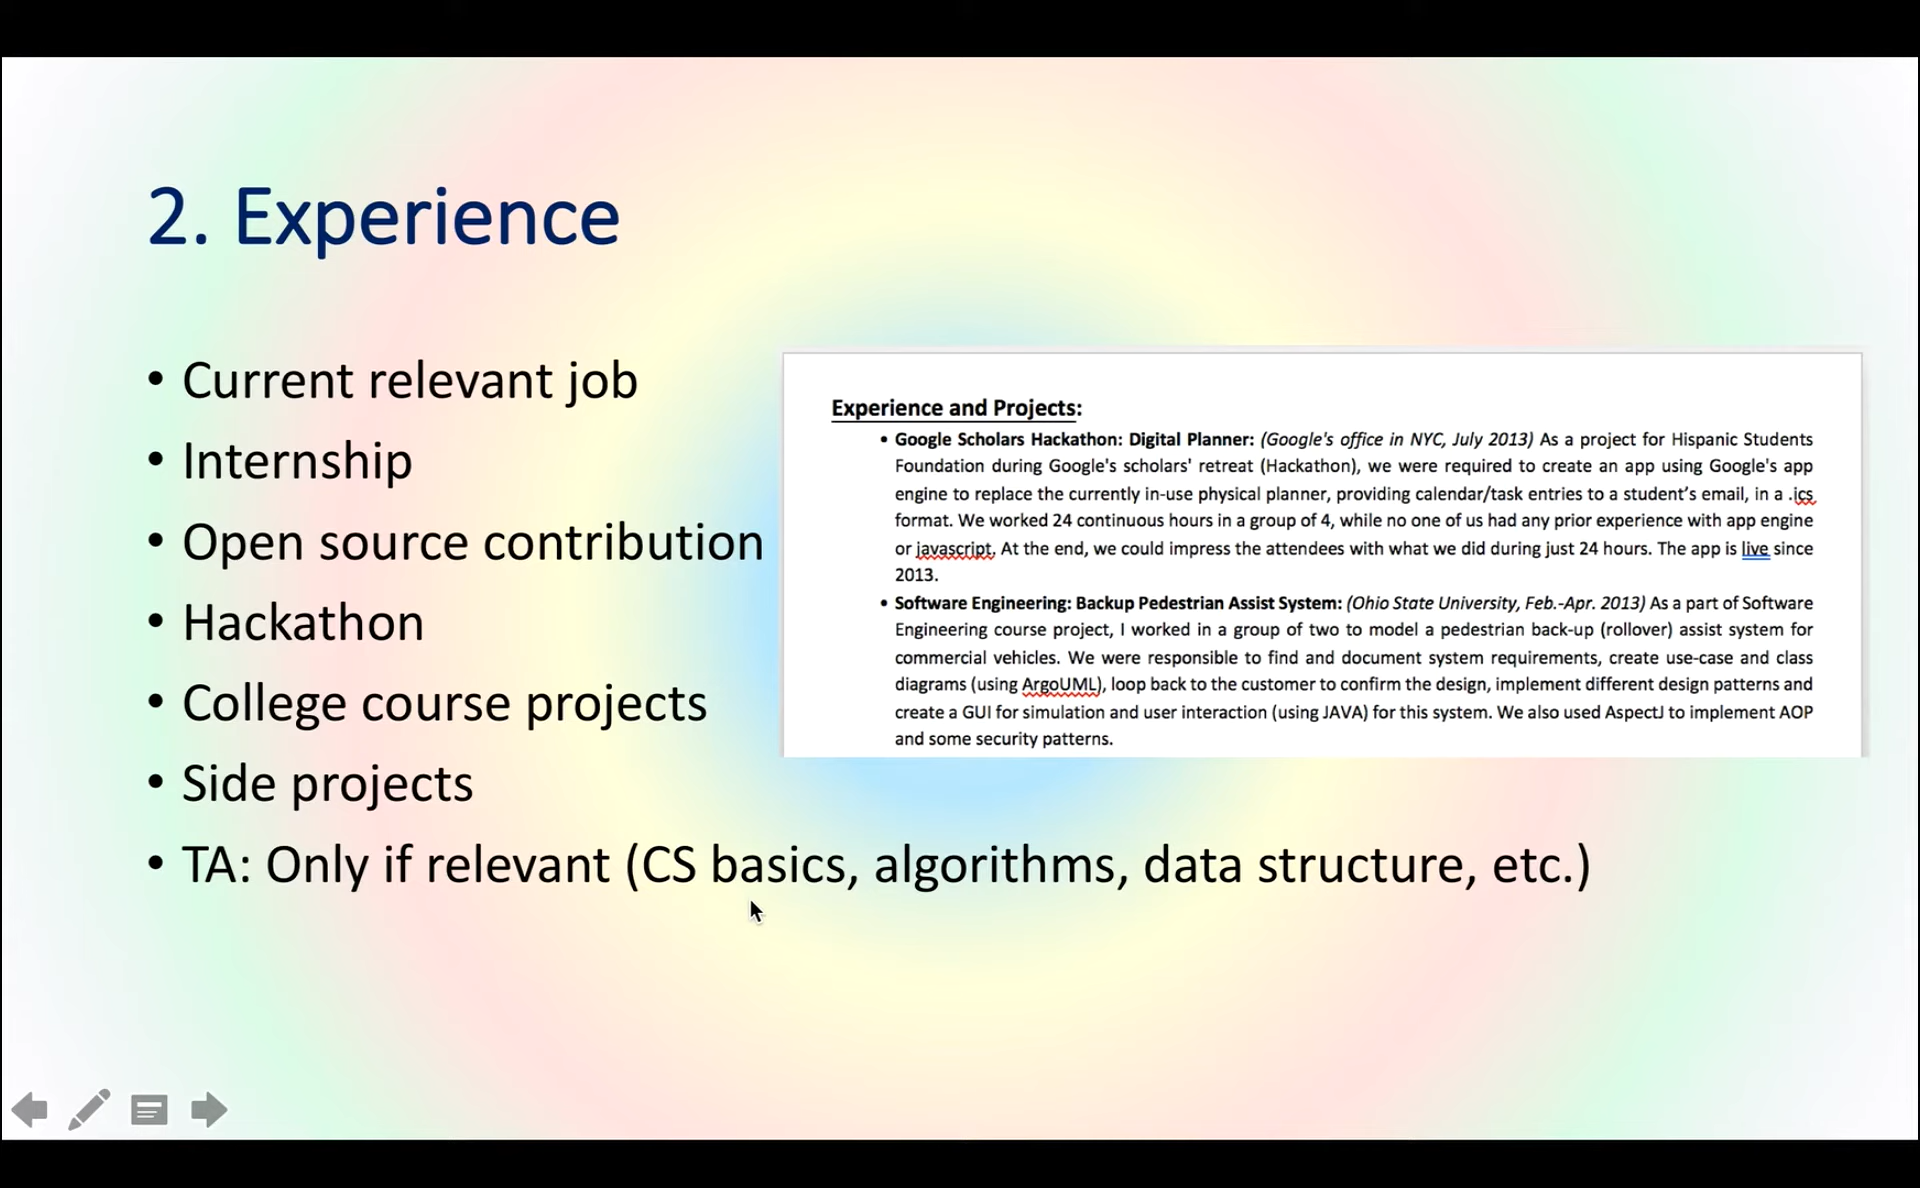 2. Experience
• Current relevant job
• Internship
• Open source contribution
• Hackathon
• College course projects
• Side projects
• TA: Only if relevant (CS basics, algorithms, data structure, etc.)
Experience and Projects:
• Google Scholars Hackathon: Digital Planner: (Google's office in NYC, July 2013) As a project for Hispanic Students
Foundation during Google's scholars' retreat (Hackathon), we were required to create an app using Google's app
engine to replace the currently in-use physical planner, providing calendar/task entries to a student’s email, in a .ics
format. We worked 24 continuous hours in a group of 4, while no one of us had any prior experience with app engine
or javascript. At the end, we could impress the attendees with what we did during just 24 hours. The app is live since
2013.
• Software Engineering: Backup Pedestrian Assist System: (Ohio State University, Feb.-Apr. 2013) As a part of Software
Engineering course project, I worked in a group of two to model a pedestrian back-up (rollover) assist system for
commercial vehicles. We were responsible to find and document system requirements, create use-case and class
diagrams (using ArgoUML), loop back to the customer to confirm the design, implement different design patterns and
create a GUI for simulation and user interaction (using JAVA) for this system. We also used AspectJ to implement AOP
and some security patterns.